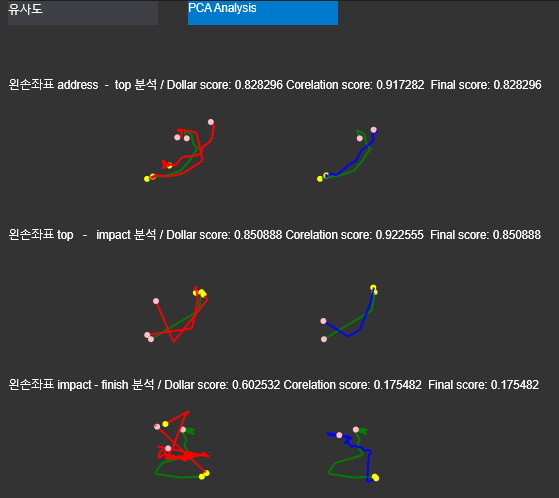 유사도
PCA Analysis
왼손좌표 address - top 분석 / Dollar score: 0.828296 Corelation score: 0.917282 Final score: 0.828296
왼손좌표 top - impact 분석 / Dollar score: 0.850888 Corelation score: 0.922555 Final score: 0.850888
왼손좌표 impact - finish 분석 / Dollar score: 0.602532 Corelation score: 0.175482 Final score: 0.175482